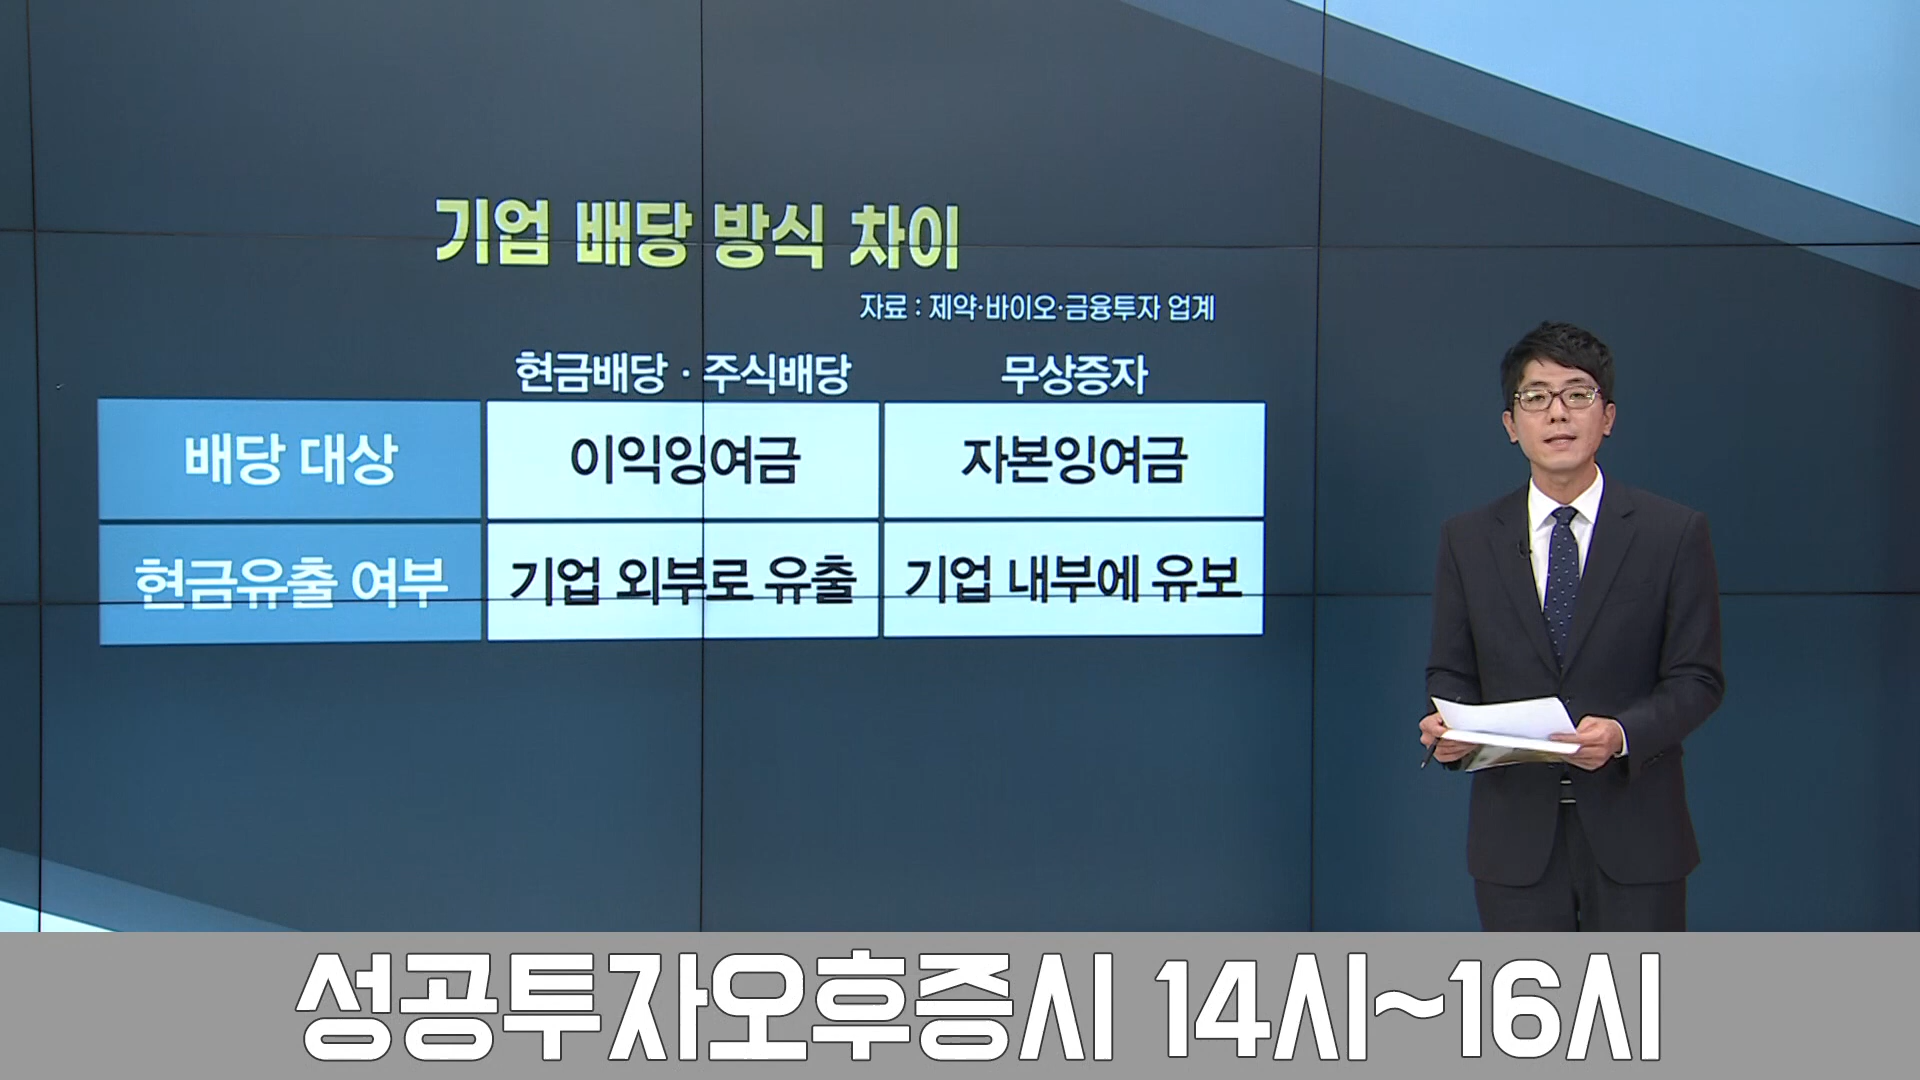 기업 배당 방식 차이
자료 : 제약·바이오·금융투자 업계
현금배당 · 주식배당 무상증자
배당 대상 이익잉여금 자본잉여금
현금유출 여부 기업 외부로 유출 기업 내부에 유보
성공투자오후증시 14시~16시